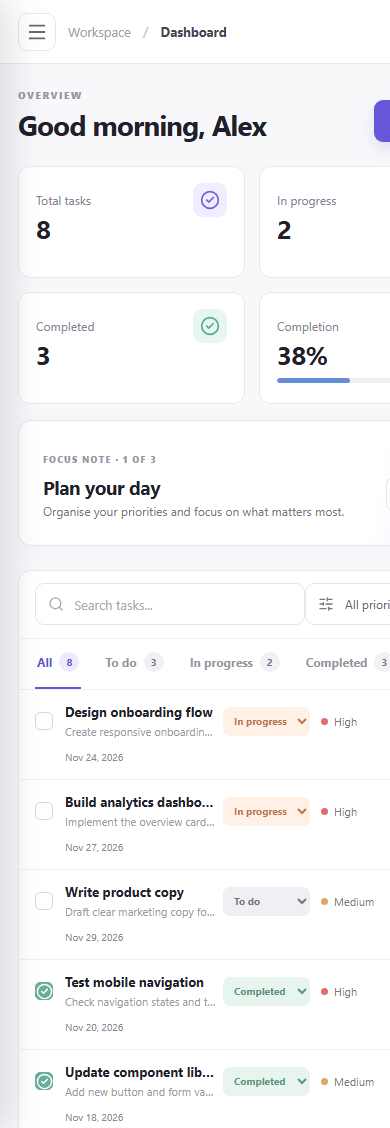 Workspace / Dashboard
OVERVIEW
Good morning, Alex
Total tasks
8
In progress
2
Completed
3
Completion
38%
FOCUS NOTE · 1 OF 3
Plan your day
Organise your priorities and focus on what matters most.
Search tasks...
All priori
All 8 To do 3 In progress 2 Completed 3
Design onboarding flow
Create responsive onboardin...
Nov 24, 2026
In progress
High
Build analytics dashbo...
Implement the overview card...
Nov 27, 2026
In progress
High
Write product copy
Draft clear marketing copy fo...
Nov 29, 2026
To do
Medium
Test mobile navigation
Check navigation states and t...
Nov 20, 2026
Completed
High
Update component lib...
Add new button and form va...
Nov 18, 2026
Completed
Medium